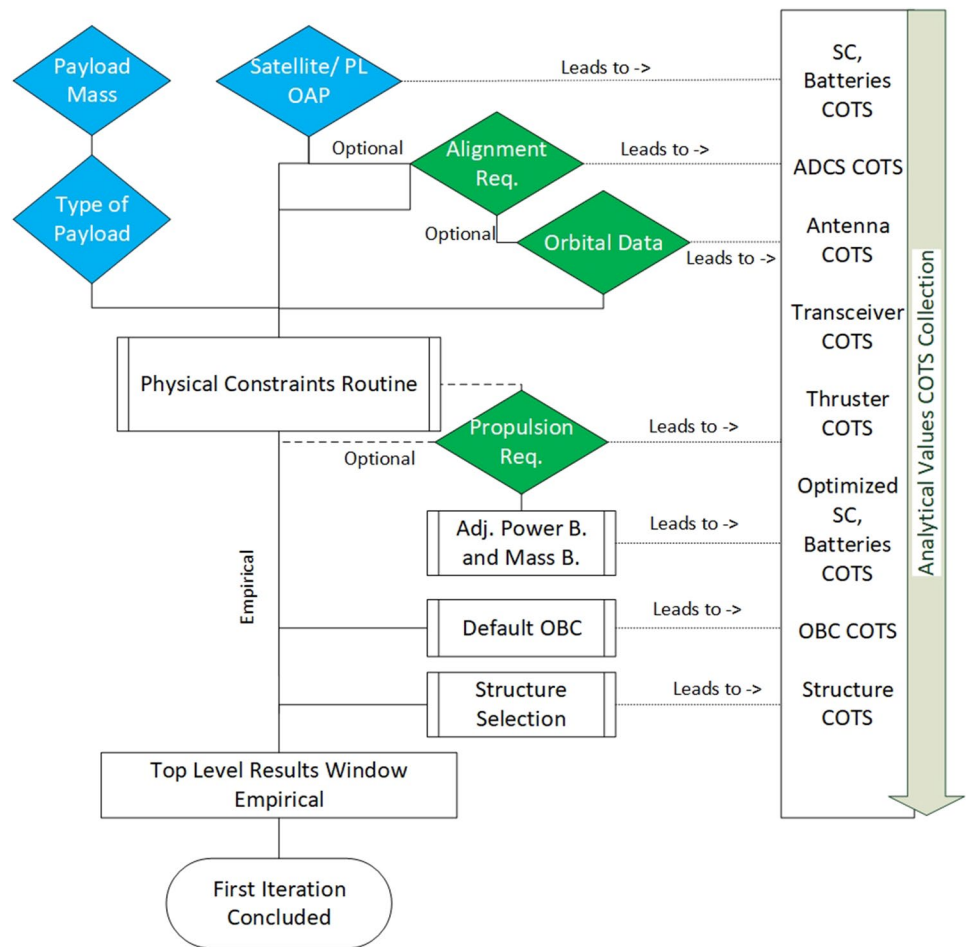 Payload
Mass
Satellite/ PL
OAP
Leads to ->
SC,
Batteries
COTS
Optional
Alignment
Req.
Leads to ->
ADCS COTS
Type of
Payload
Optional
Orbital Data
Leads to ->
Antenna
COTS
Transceiver
COTS
Physical Constraints Routine
Propulsion
Req.
Optional
Leads to ->
Thruster
COTS
Adj. Power B.
and Mass B.
Leads to ->
Optimized
SC,
Batteries
COTS
Empirical
Default OBC
Leads to ->
OBC COTS
Structure
Selection
Leads to ->
Structure
COTS
Analytical Values COTS Collection
Top Level Results Window
Empirical
First Iteration
Concluded